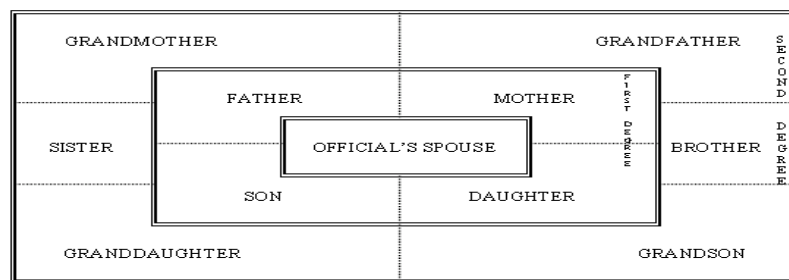 GRANDMOTHER GRANDFATHER
SECOND DEGREE
FATHER MOTHER
FIRST DEGREE
SISTER OFFICIAL'S SPOUSE BROTHER
SON DAUGHTER
GRANDDAUGHTER GRANDSON